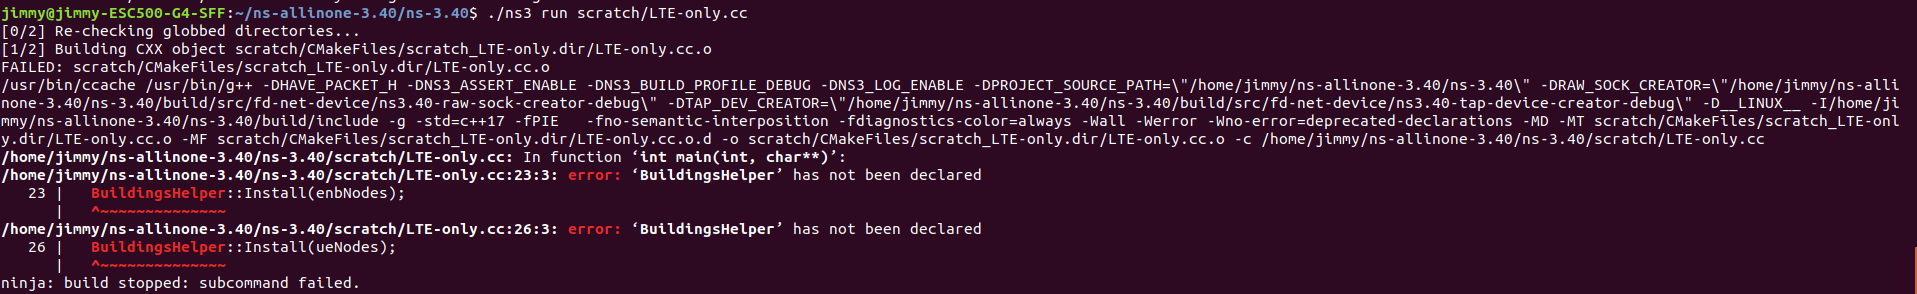 jimmy@jimmy-ESC500-G4-SFF:~/ns-allinone-3.40/ns-3.40$ ./ns3 run scratch/LTE-only.cc
[0/2] Re-checking globbed directories...
[1/2] Building CXX object scratch/CMakeFiles/scratch_LTE-only.dir/LTE-only.cc.o
FAILED: scratch/CMakeFiles/scratch_LTE-only.dir/LTE-only.cc.o
/usr/bin/ccache /usr/bin/g++ -DHAVE_PACKET_H -DNS3_ASSERT_ENABLE -DNS3_BUILD_PROFILE_DEBUG -DNS3_LOG_ENABLE -DPROJECT_SOURCE_PATH=\"/home/jimmy/ns-allinone-3.40/ns-3.40\" -DRAW_SOCK_CREATOR=\"/home/jimmy/ns-alli
none-3.40/ns-3.40/build/src/fd-net-device/ns3.40-raw-sock-creator-debug\" -DTAP_DEV_CREATOR=\"/home/jimmy/ns-allinone-3.40/ns-3.40/build/src/fd-net-device/ns3.40-tap-device-creator-debug\" -D__LINUX__ -I/home/ji
mmy/ns-allinone-3.40/ns-3.40/build/include -g -std=c++17 -fPIE   -fno-semantic-interposition -fdiagnostics-color=always -Wall -Werror -Wno-error=deprecated-declarations -MD -MT scratch/CMakeFiles/scratch_LTE-onl
y.dir/LTE-only.cc.o -MF scratch/CMakeFiles/scratch_LTE-only.dir/LTE-only.cc.o.d -o scratch/CMakeFiles/scratch_LTE-only.dir/LTE-only.cc.o -c /home/jimmy/ns-allinone-3.40/ns-3.40/scratch/LTE-only.cc
/home/jimmy/ns-allinone-3.40/ns-3.40/scratch/LTE-only.cc: In function ‘int main(int, char**)’:
/home/jimmy/ns-allinone-3.40/ns-3.40/scratch/LTE-only.cc:23:3: error: ‘BuildingsHelper’ has not been declared
   23 |   BuildingsHelper::Install(enbNodes);
      |   ^~~~~~~~~~~~~~~
/home/jimmy/ns-allinone-3.40/ns-3.40/scratch/LTE-only.cc:26:3: error: ‘BuildingsHelper’ has not been declared
   26 |   BuildingsHelper::Install(ueNodes);
      |   ^~~~~~~~~~~~~~~
ninja: build stopped: subcommand failed.